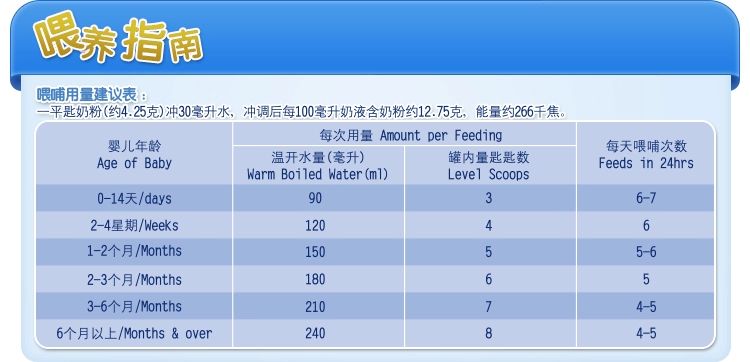 喂养指南
喂哺用量建议表：
一平匙奶粉(约4.25克)冲30毫升水，冲调后每100毫升奶液含奶粉约12.75克，能量约266千焦。
婴儿年龄 Age of Baby
每次用量 Amount per Feeding
温开水量(毫升) Warm Boiled Water(ml)
罐内量匙匙数 Level Scoops
每天喂哺次数 Feeds in 24hrs
0-14天/days 90 3 6-7
2-4星期/Weeks 120 4 6
1-2个月/Months 150 5 5-6
2-3个月/Months 180 6 5
3-6个月/Months 210 7 4-5
6个月以上/Months & over 240 8 4-5